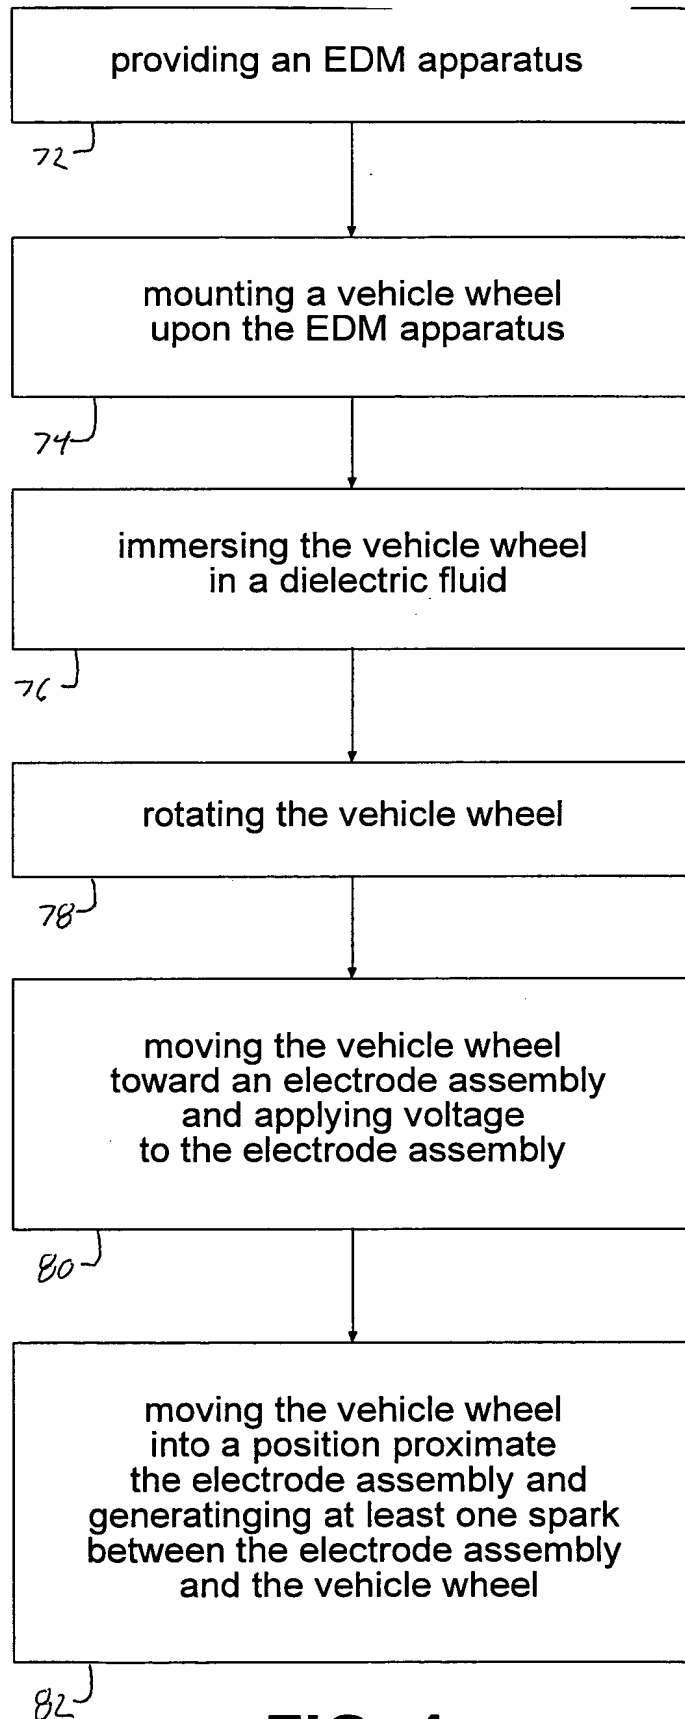 providing an EDM apparatus
72
mounting a vehicle wheel
upon the EDM apparatus
74
immersing the vehicle wheel
in a dielectric fluid
76
rotating the vehicle wheel
78
moving the vehicle wheel
toward an electrode assembly
and applying voltage
to the electrode assembly
80
moving the vehicle wheel
into a position proximate
the electrode assembly and
generatinging at least one spark
between the electrode assembly
and the vehicle wheel
82